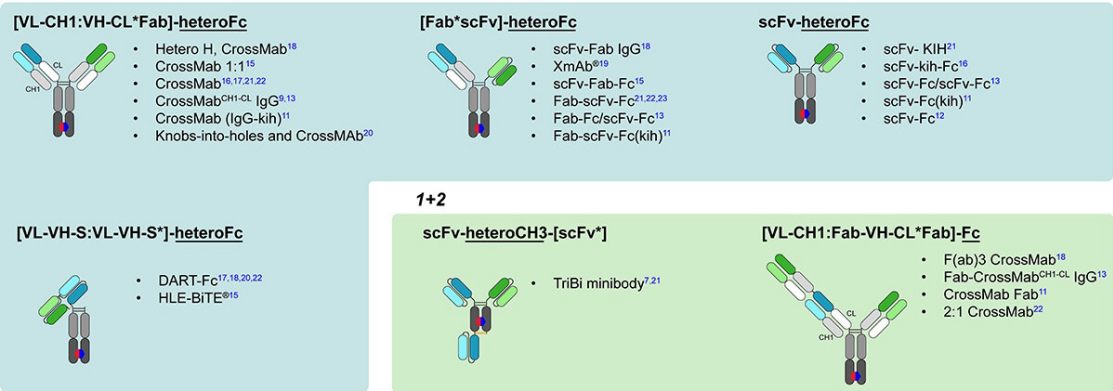 [VL-CH1:VH-CL*Fab]-heteroFc
CL
CH1
• Hetero H, CrossMab18
• CrossMab 1:115
• CrossMab16,17,21,22
• CrossMabCH1-CL IgG9,13
• CrossMab (IgG-kih)11
• Knobs-into-holes and CrossMAb20
[Fab*scFv]-heteroFc
• scFv-Fab IgG18
• XmAb®19
• scFv-Fab-Fc15
• Fab-scFv-Fc21,22,23
• Fab-Fc/scFv-Fc13
• Fab-scFv-Fc(kih)11
scFv-heteroFc
• scFv- KIH21
• scFv-kih-Fc16
• scFv-Fc/scFv-Fc13
• scFv-Fc(kih)11
• scFv-Fc12
[VL-VH-S:VL-VH-S*]-heteroFc
• DART-Fc17,18,20,22
• HLE-BiTE®15
1+2
scFv-heteroCH3-[scFv*]
• TriBi minibody7,21
[VL-CH1:Fab-VH-CL*Fab]-Fc
CL
CH1
• F(ab)3 CrossMab18
• Fab-CrossMabCH1-CL IgG13
• CrossMab Fab11
• 2:1 CrossMab22